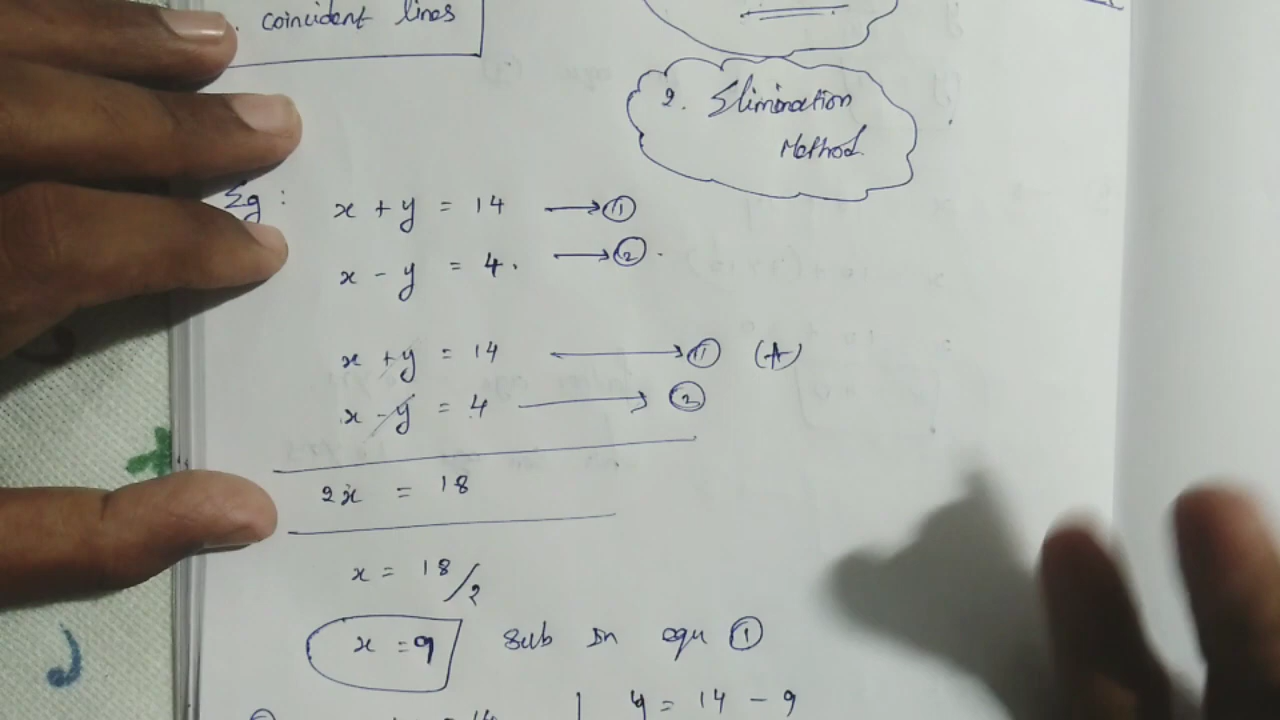 coincident lines
2. Elimination
Method
Eg: x + y = 14 → ①
x - y = 4. → ②.
x + y = 14 → ① (A)
x - y = 4 → ②
2x = 18
x = 18/2
x = 9 sub in equ ①
y = 14 - 9